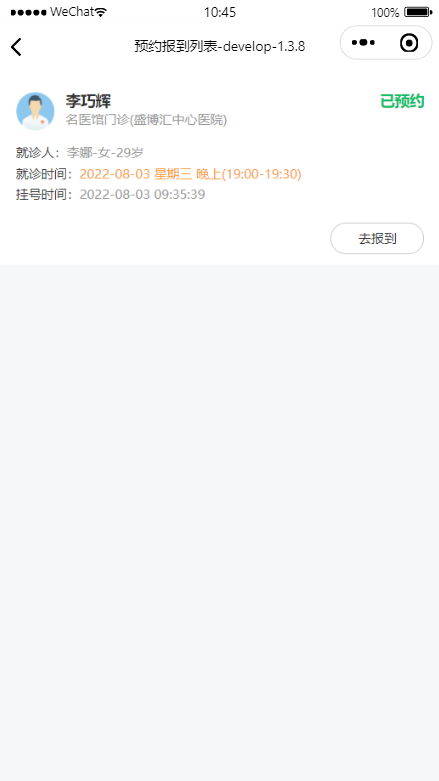 WeChat 10:45 100%
预约报到列表-develop-1.3.8
李巧辉 已预约
名医馆门诊(盛博汇中心医院)
就诊人：李娜-女-29岁
就诊时间：2022-08-03 星期三 晚上(19:00-19:30)
挂号时间：2022-08-03 09:35:39
去报到